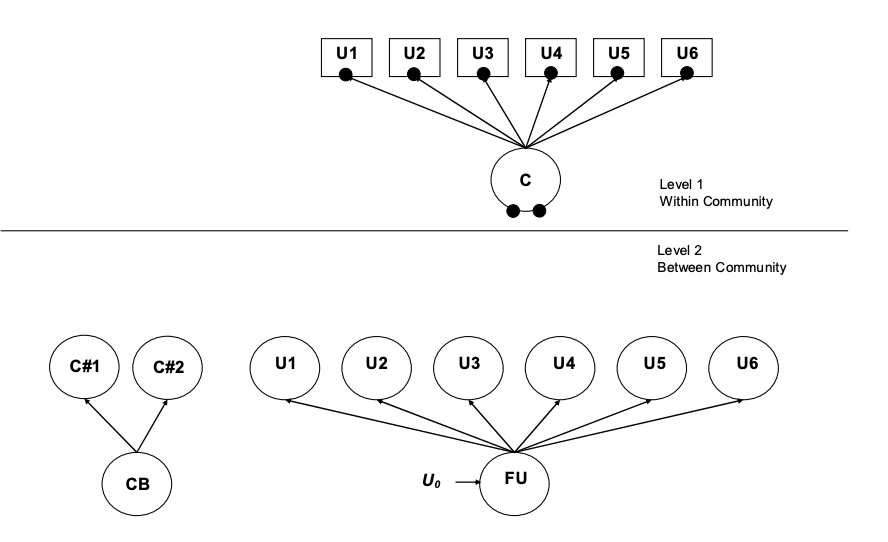 U1 U2 U3 U4 U5 U6
C
Level 1
Within Community
Level 2
Between Community
C#1 C#2 U1 U2 U3 U4 U5 U6
CB U₀ FU